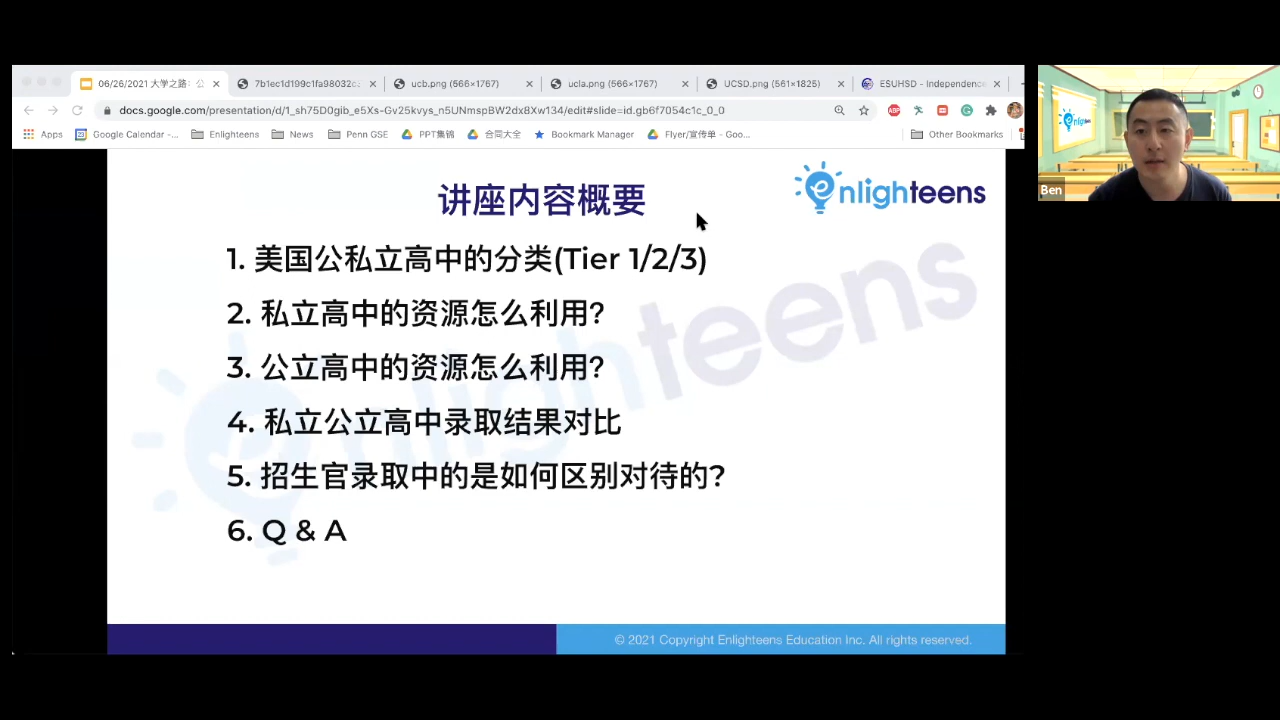 06/26/2021 大学之路: 公
7b1ec1d199c1fa98032c
ucb.png (566×1767)
ucla.png (566×1767)
UCSD.png (561×1825)
ESUHSD - Independence
docs.google.com/presentation/d/1_sh75D0gib_e5Xs-Gv25kvys_n5UNmspBW2dx8Xw134/edit#slide=id.gb6f7054c1c_0_0
ABP
Apps
Google Calendar -...
Enlighteens
News
Penn GSE
PPT集锦
合同大全
Bookmark Manager
Flyer/宣传单 - Goo...
Other Bookmarks
讲座内容概要
enlighteens
1. 美国公私立高中的分类(Tier 1/2/3)
2. 私立高中的资源怎么利用?
3. 公立高中的资源怎么利用?
4. 私立公立高中录取结果对比
5. 招生官录取中的是如何区别对待的?
6. Q & A
enlighteens
© 2021 Copyright Enlighteens Education Inc. All rights reserved.
Ben